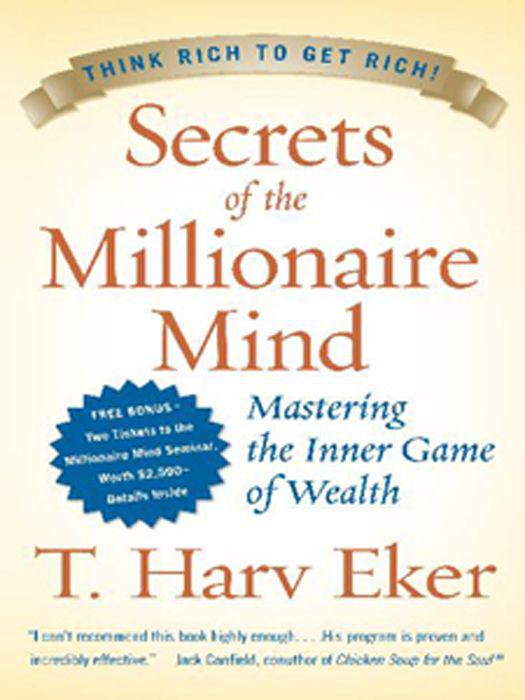 THINK RICH TO GET RICH!
Secrets
of the
Millionaire
Mind
FREE BONUS–
Two Tickets to the
Millionaire Mind Seminar.
Worth $2,590–
Details Inside
Mastering
the Inner Game
of Wealth
T. Harv Eker
"I can't recommend this book highly enough. . . .His program is proven and
incredibly effective." Jack Canfield, coauthor of Chicken Soup for the Soul™